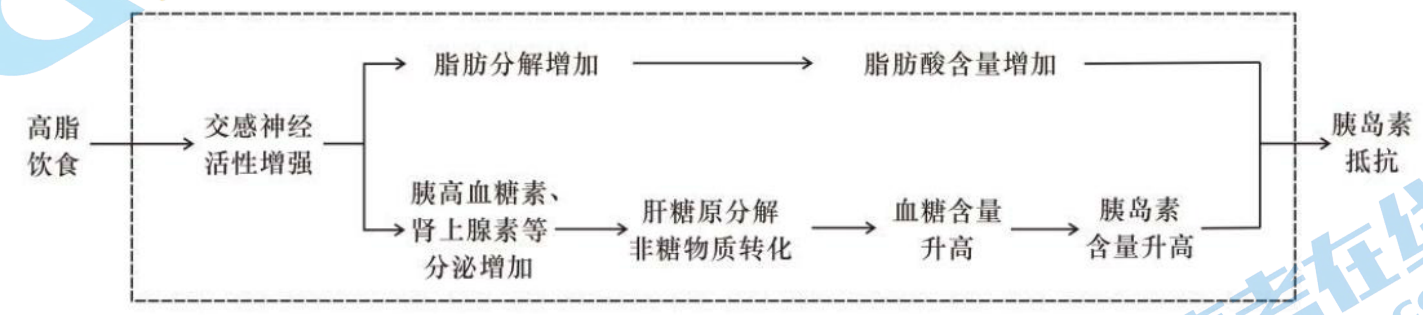 高脂
饮食
交感神经
活性增强
脂肪分解增加
脂肪酸含量增加
胰高血糖素、
肾上腺素等
分泌增加
肝糖原分解
非糖物质转化
血糖含量
升高
胰岛素
含量升高
胰岛素
抵抗